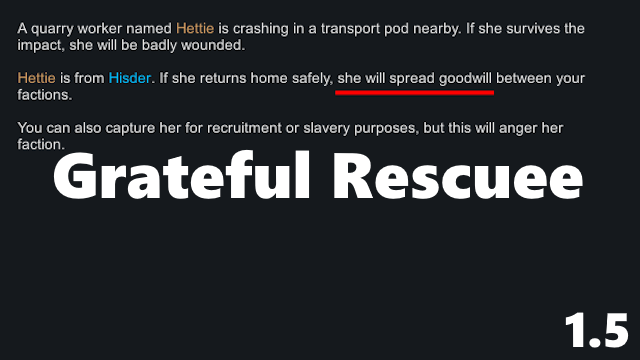 A quarry worker named Hettie is crashing in a transport pod nearby. If she survives the
impact, she will be badly wounded.
Hettie is from Hisder. If she returns home safely, she will spread goodwill between your
factions.
You can also capture her for recruitment or slavery purposes, but this will anger her
faction.
Grateful Rescuee
1.5